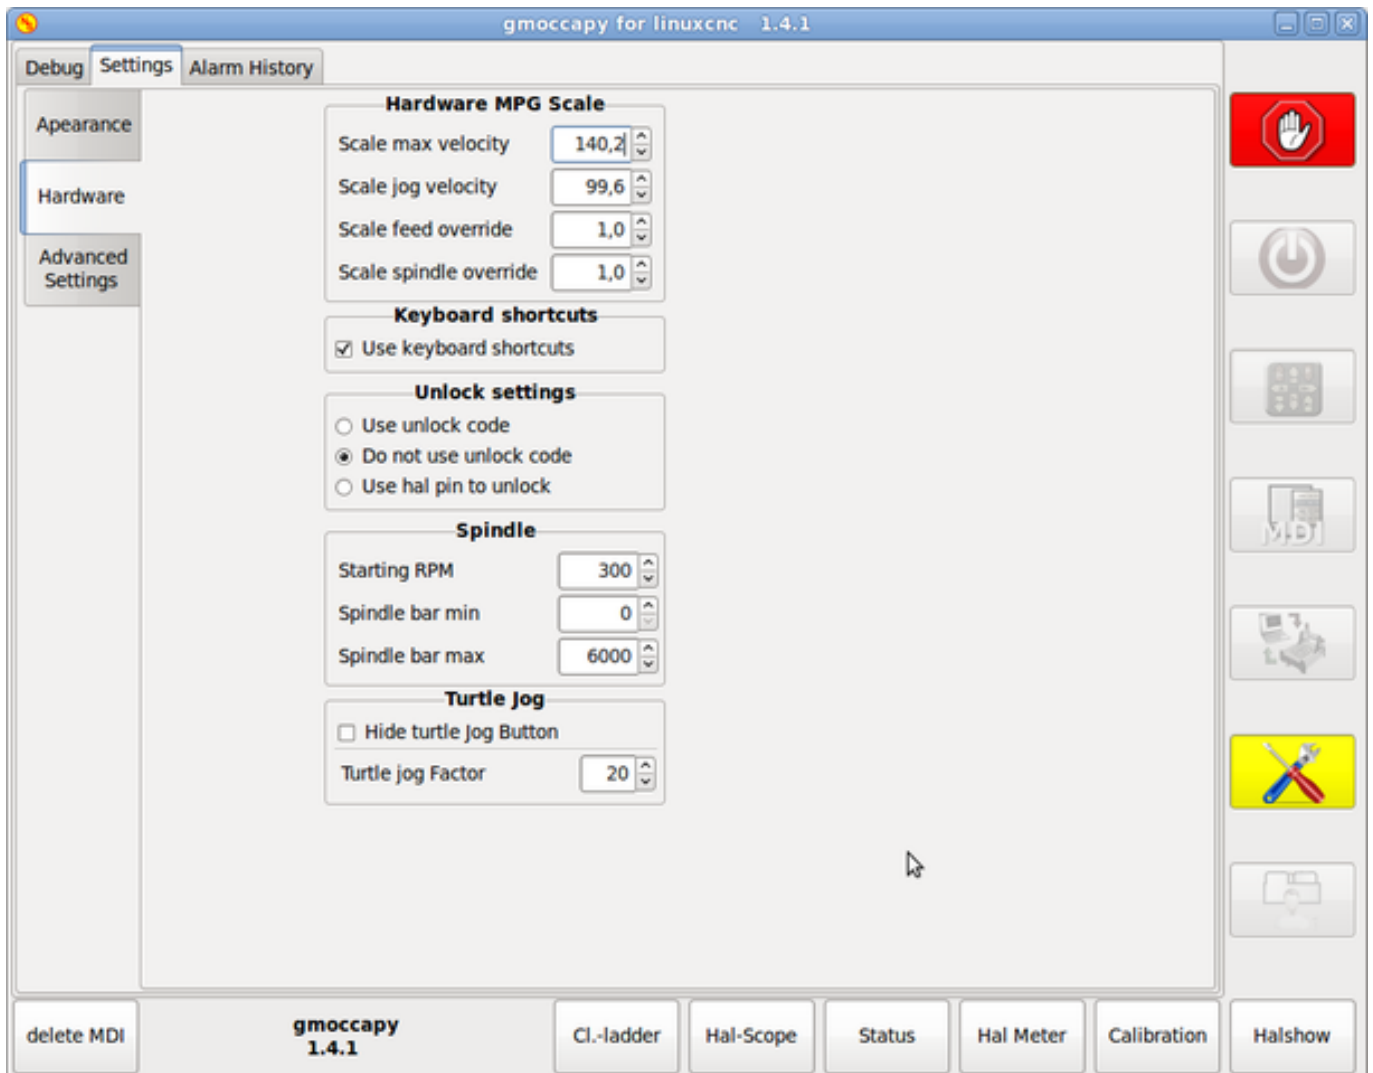 gmoccapy for linuxcnc 1.4.1
Debug
Settings
Alarm History
Apearance
Hardware
Advanced
Settings
Hardware MPG Scale
Scale max velocity 140,2
Scale jog velocity 99,6
Scale feed override 1,0
Scale spindle override 1,0
Keyboard shortcuts
Use keyboard shortcuts
Unlock settings
Use unlock code
Do not use unlock code
Use hal pin to unlock
Spindle
Starting RPM 300
Spindle bar min 0
Spindle bar max 6000
Turtle Jog
Hide turtle Jog Button
Turtle jog Factor 20
MDI
delete MDI
gmoccapy
1.4.1
Cl.-ladder
Hal-Scope
Status
Hal Meter
Calibration
Halshow